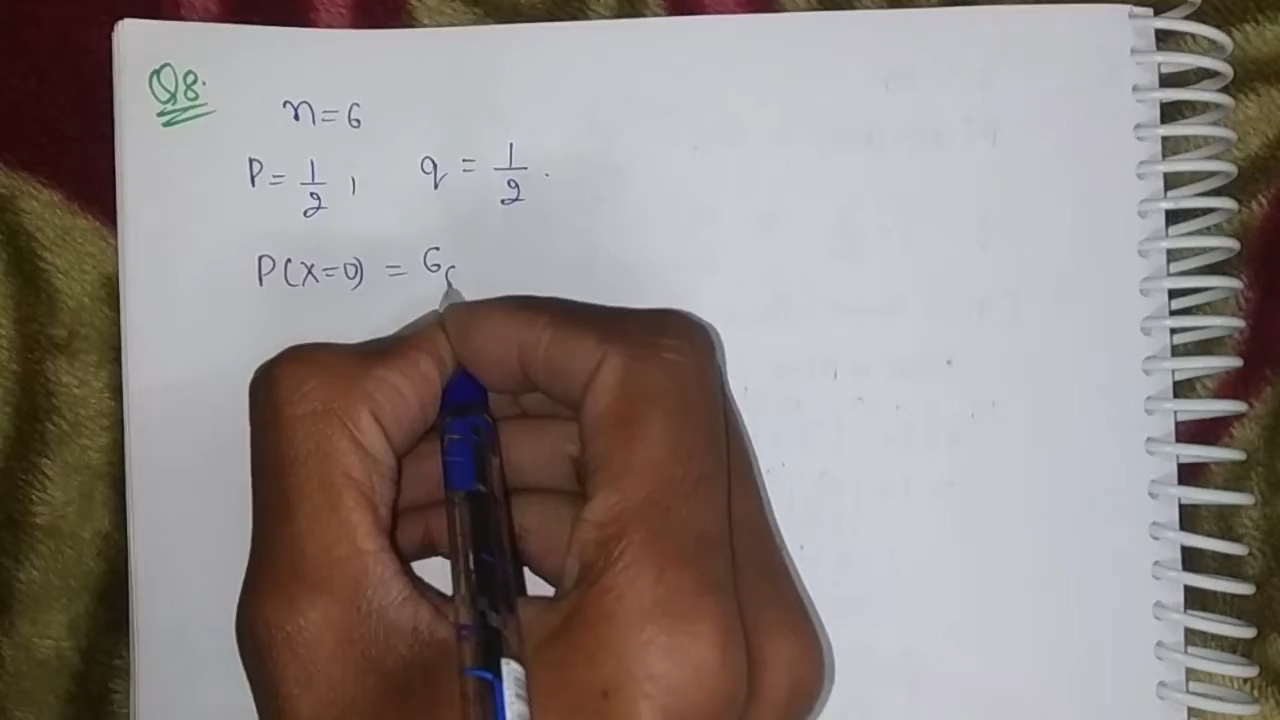 Q8.
n=6
P = 1/2 , q = 1/2 .
P(X=0) = 6c